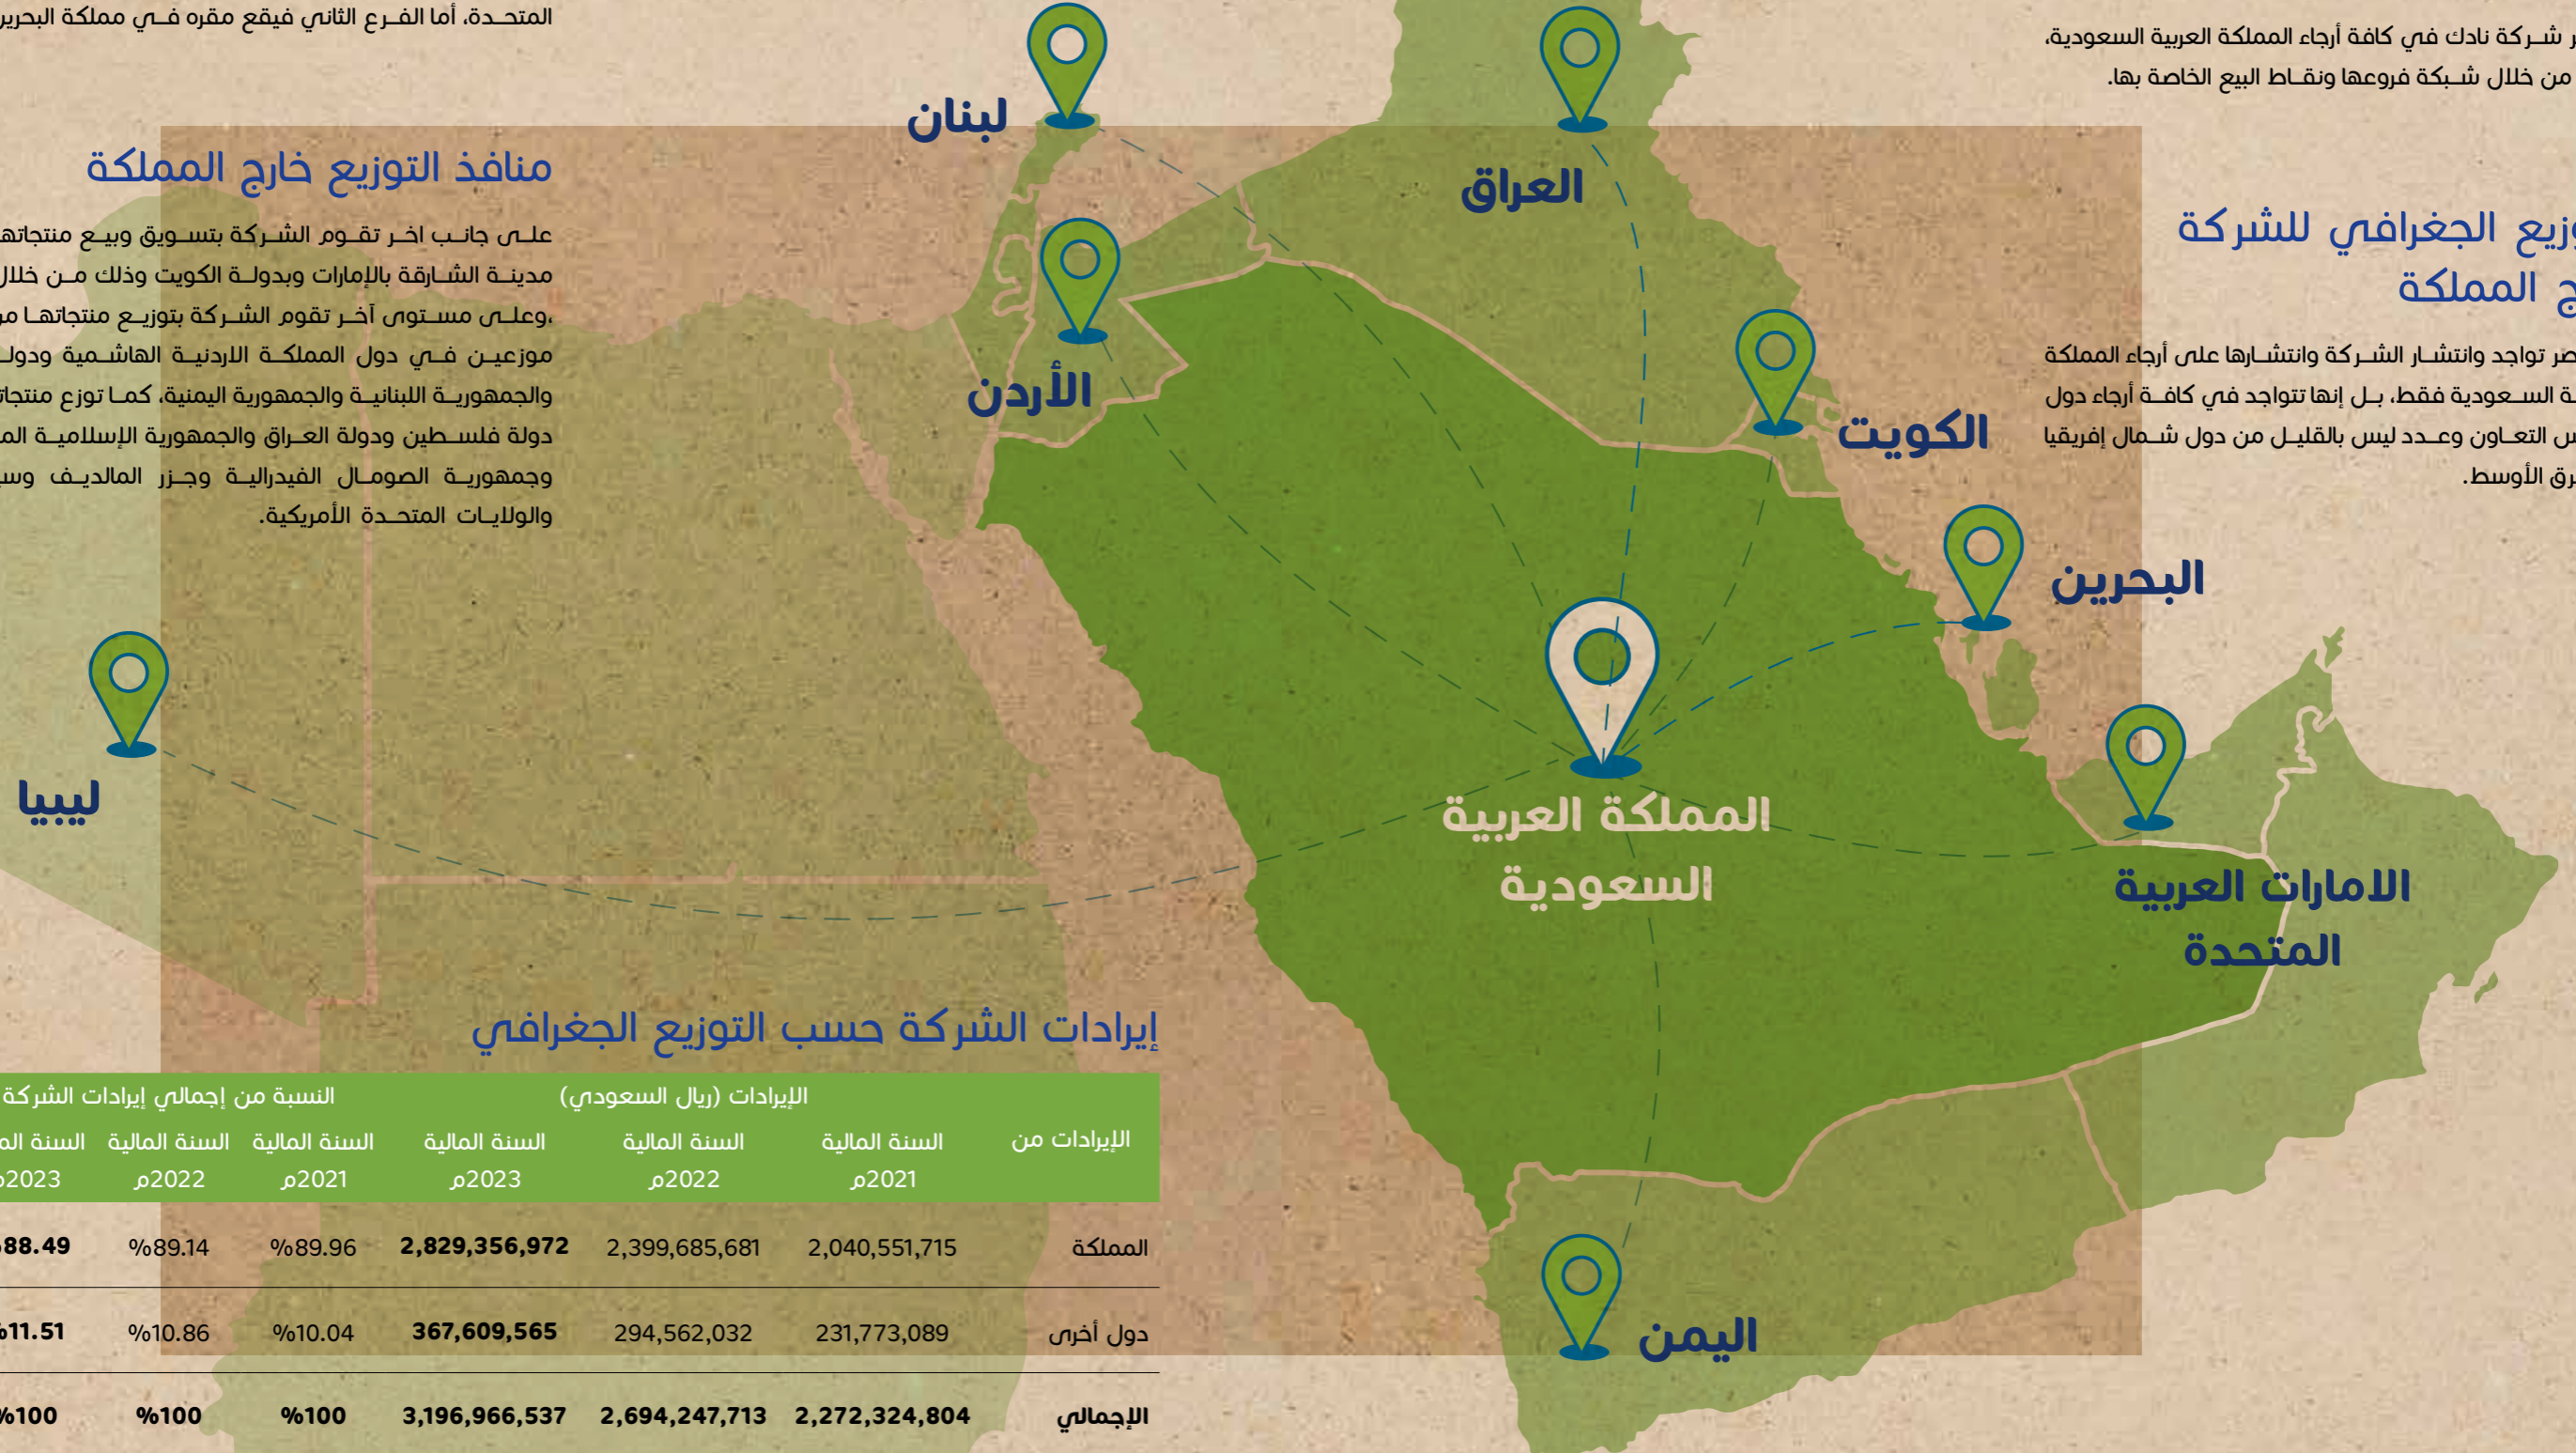 شركة نادك في كافة أرجاء المملكة العربية السعودية،
من خلال شبكة فروعها ونقاط البيع الخاصة بها.
الجغرافي للشركة
المملكة
تواجد وانتشار الشركة وانتشارها على أرجاء المملكة
السعودية فقط، بل إنها تتواجد في كافة أرجاء دول
التعاون وعدد ليس بالقليل من دول شمال إفريقيا
الأوسط.
المتحدة، أما الفرع الثاني فيقع مقره في مملكة البحرين
منافذ التوزيع خارج المملكة
على جانب اخر تقوم الشركة بتسويق وبيع منتجاتها
مدينة الشارقة بالإمارات وبدولة الكويت وذلك من خلال
،وعلى مستوى آخر تقوم الشركة بتوزيع منتجاتها
موزعين في دول المملكة الاردنية الهاشمية
والجمهورية اللبنانية والجمهورية اليمنية، كما توزع
دولة فلسطين ودولة العراق والجمهورية الإسلامية
وجمهورية الصومال الفيدرالية وجزر المالديف
والولايات المتحدة الأمريكية.
لبنان
العراق
الأردن
الكويت
البحرين
ليبيا
المملكة العربية
السعودية
الامارات العربية
المتحدة
اليمن
إيرادات الشركة حسب التوزيع الجغرافي
الإيرادات (ريال السعودي) النسبة من إجمالي إيرادات الشركة
الإيرادات من السنة المالية السنة المالية السنة المالية السنة المالية السنة المالية السنة
2021م 2022م 2023م 2021م 2022م 2023م
المملكة 2,040,551,715 2,399,685,681 2,829,356,972 %89.96 %89.14 88.49
دول أخرى 231,773,089 294,562,032 367,609,565 %10.04 %10.86 %11.51
الإجمالي 2,272,324,804 2,694,247,713 3,196,966,537 %100 %100 %100